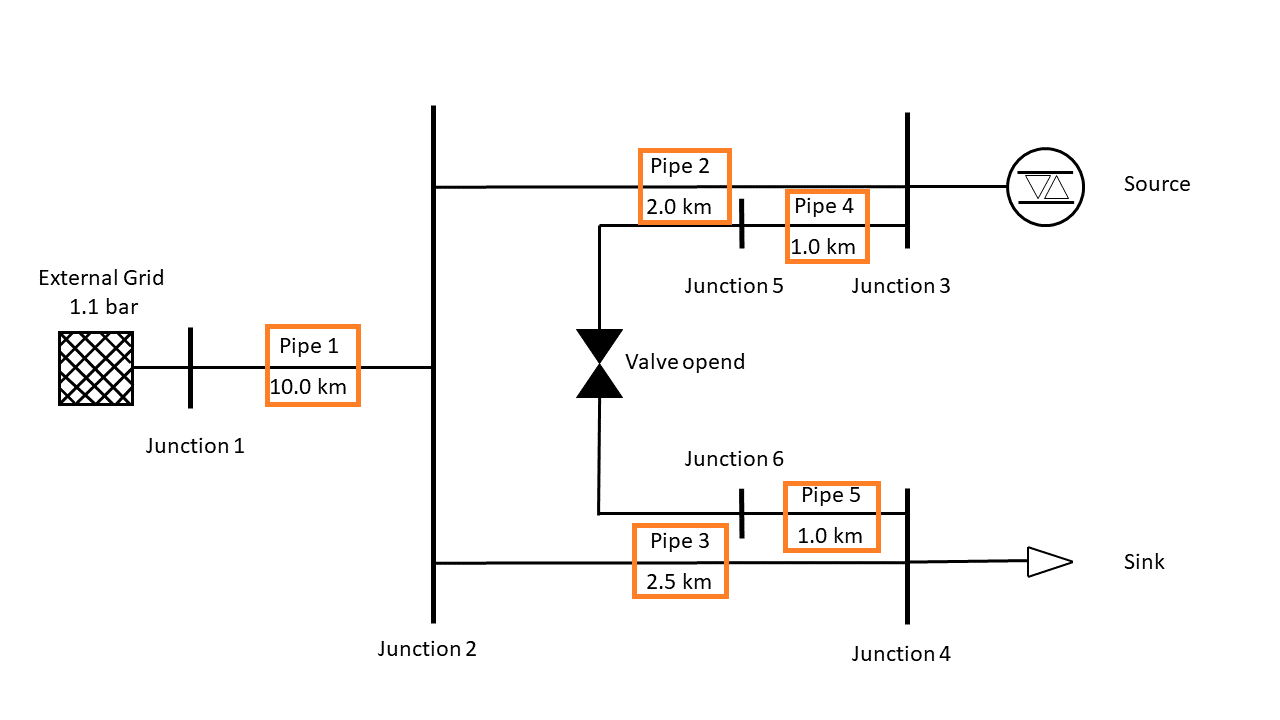 Pipe 2
2.0 km
Pipe 4
1.0 km
Source
Junction 5
Junction 3
External Grid
1.1 bar
Pipe 1
10.0 km
Valve opend
Junction 1
Junction 6
Pipe 5
1.0 km
Pipe 3
2.5 km
Sink
Junction 2
Junction 4